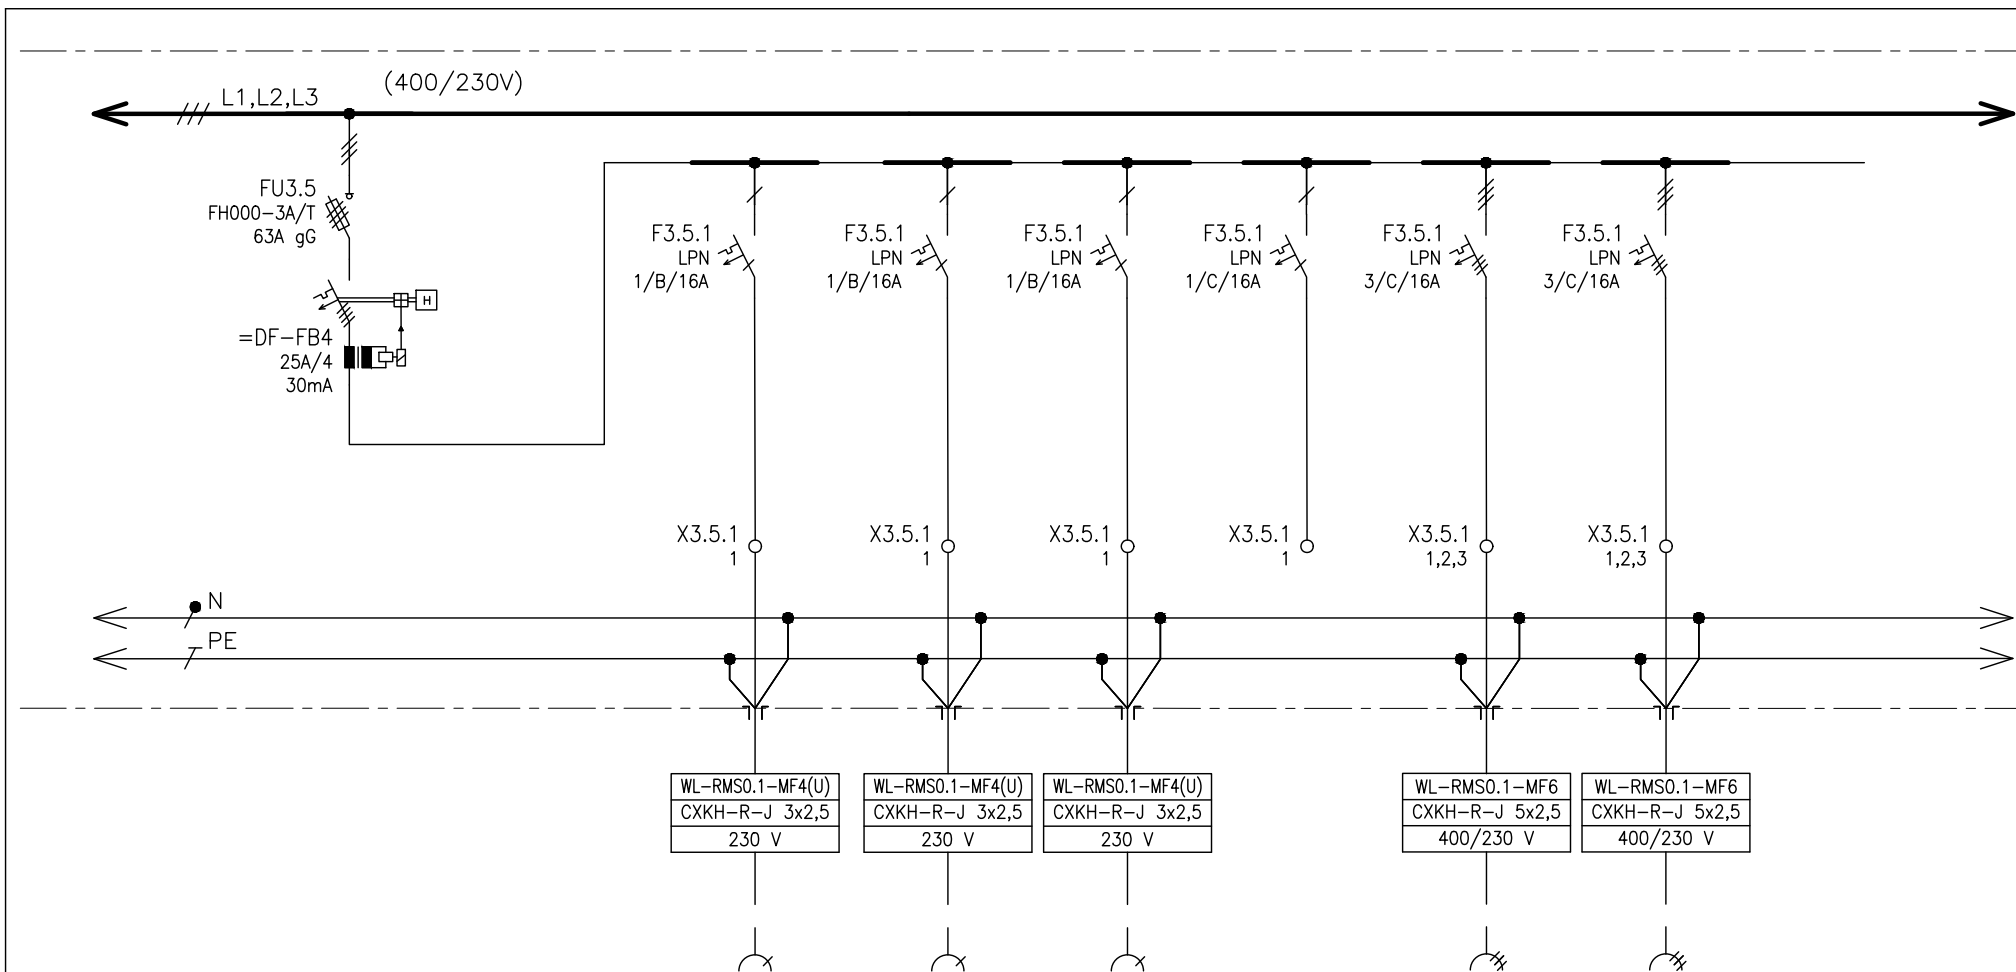 (400/230V)
L1,L2,L3
FU3.5
FH000-3A/T
63A gG
H
=DF-FB4
25A/4
30mA
F3.5.1
LPN
1/B/16A
F3.5.1
LPN
1/B/16A
F3.5.1
LPN
1/B/16A
F3.5.1
LPN
1/C/16A
F3.5.1
LPN
3/C/16A
F3.5.1
LPN
3/C/16A
X3.5.1
1
X3.5.1
1
X3.5.1
1
X3.5.1
1
X3.5.1
1,2,3
X3.5.1
1,2,3
N
PE
WL-RMS0.1-MF4(U)
CXKH-R-J 3x2,5
230 V
WL-RMS0.1-MF4(U)
CXKH-R-J 3x2,5
230 V
WL-RMS0.1-MF4(U)
CXKH-R-J 3x2,5
230 V
WL-RMS0.1-MF6
CXKH-R-J 5x2,5
400/230 V
WL-RMS0.1-MF6
CXKH-R-J 5x2,5
400/230 V